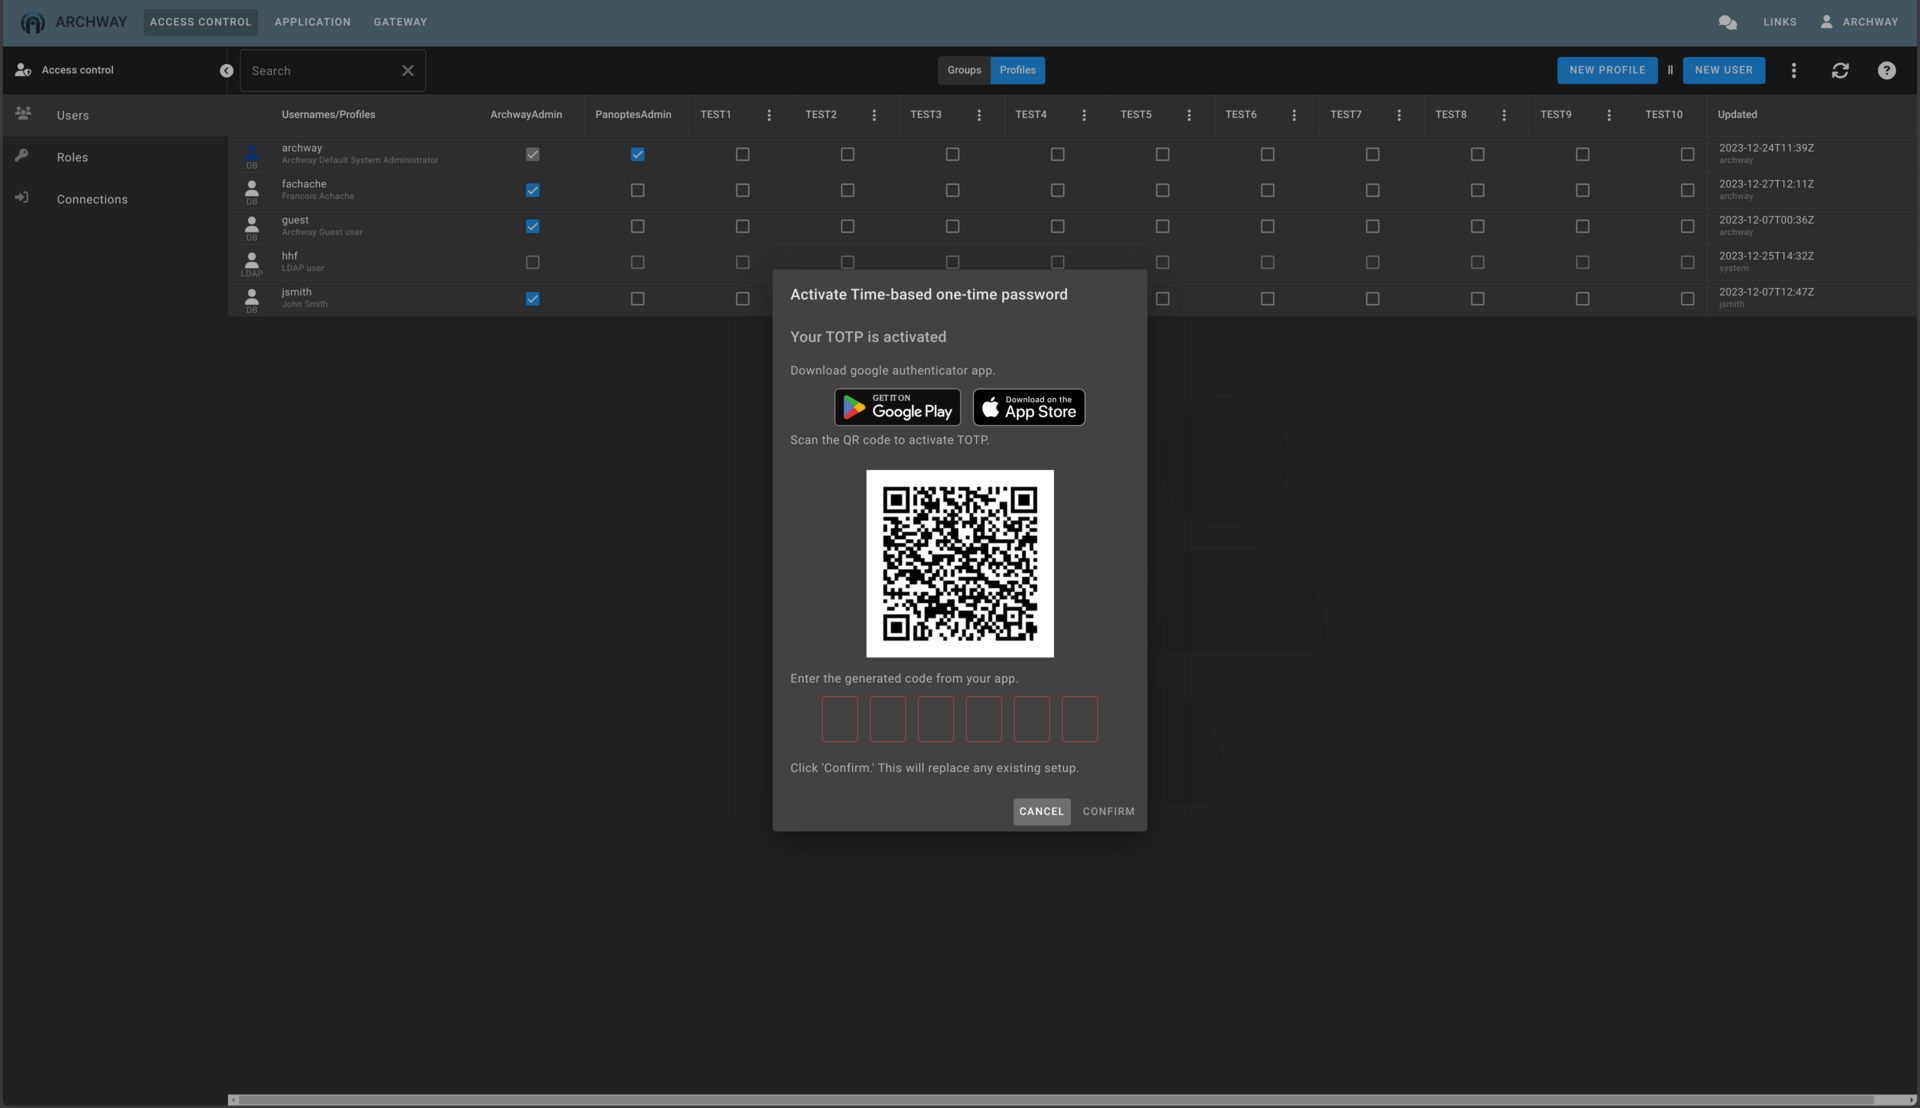 ARCHWAY ACCESS CONTROL APPLICATION GATEWAY LINKS ARCHWAY
Access control Search Groups Profiles NEW PROFILE NEW USER
Users
Roles
Connections
Usernames/Profiles ArchwayAdmin PanoptesAdmin TEST1 TEST2 TEST3 TEST4 TEST5 TEST6 TEST7 TEST8 TEST9 TEST10 Updated
archway 2023-12-24T11:39Z
DB Archway Default System Administrator archway
fachache 2023-12-27T12:11Z
DB Francois Achache archway
guest 2023-12-07T00:36Z
DB Archway Guest user archway
hhf 2023-12-25T14:32Z
LDAP LDAP user system
jsmith 2023-12-07T12:47Z
DB John Smith jsmith
Activate Time-based one-time password
Your TOTP is activated
Download google authenticator app.
GET IT ON
Google Play
Download on the
App Store
Scan the QR code to activate TOTP.
Enter the generated code from your app.
Click 'Confirm.' This will replace any existing setup.
CANCEL CONFIRM